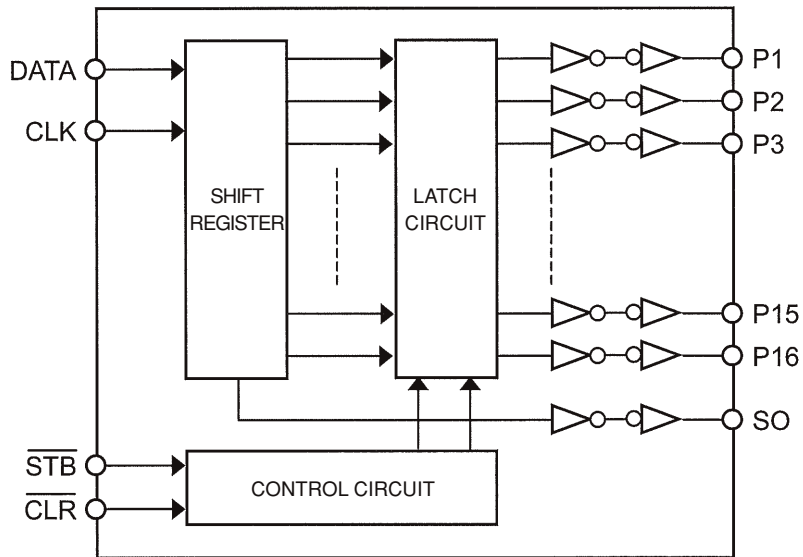 DATA
CLK
SHIFT
REGISTER
LATCH
CIRCUIT
P1
P2
P3
P15
P16
SO
STB
CLR
CONTROL CIRCUIT